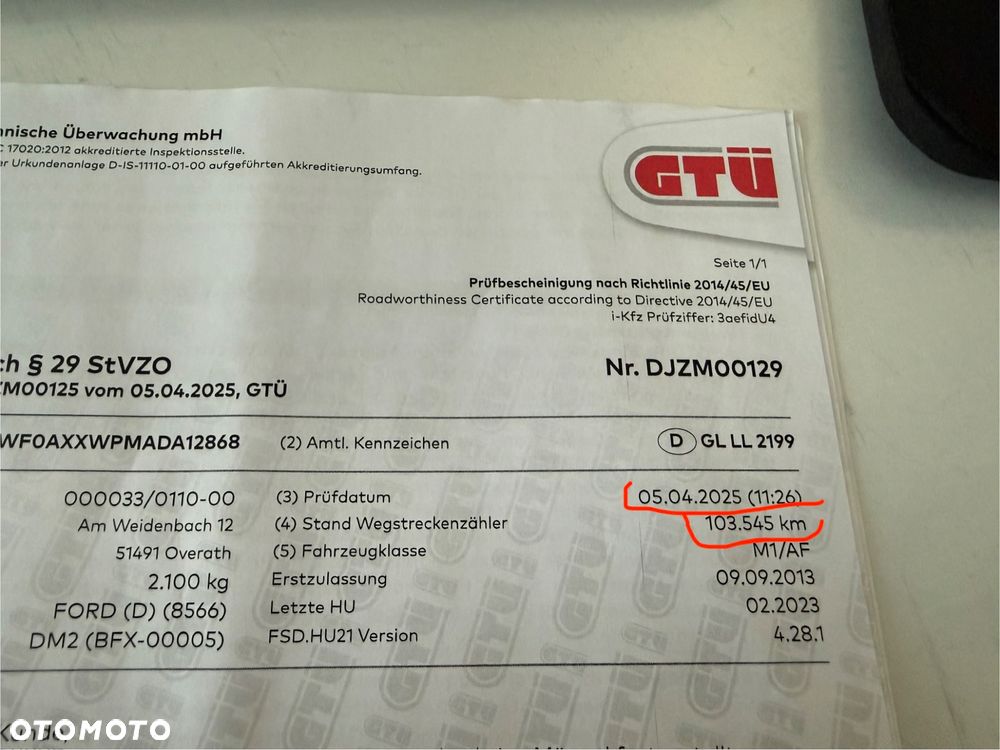 nische Überwachung mbH
C 17020:2012 akkreditierte Inspektionsstelle.
er Urkundenanlage D-IS-11110-01-00 aufgeführten Akkreditierungsumfang.
GTÜ
Seite 1/1
Prüfbescheinigung nach Richtlinie 2014/45/EU
Roadworthiness Certificate according to Directive 2014/45/EU
i-Kfz Prüfziffer: 3aefidU4
ch § 29 StVZO Nr. DJZM00129
ZM00125 vom 05.04.2025, GTÜ
WF0AXXWPMADA12868 (2) Amtl. Kennzeichen D GL LL 2199
000033/0110-00 (3) Prüfdatum 05.04.2025 (11:26)
Am Weidenbach 12 (4) Stand Wegstreckenzähler 103.545 km
51491 Overath (5) Fahrzeugklasse M1/AF
2.100 kg Erstzulassung 09.09.2013
FORD (D) (8566) Letzte HU 02.2023
DM2 (BFX-00005) FSD.HU21 Version 4.28.1
OTOMOTO